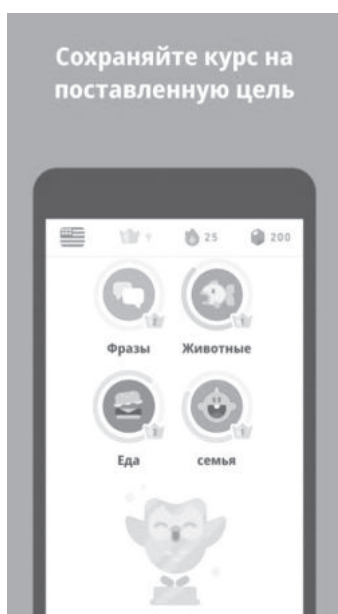 Сохраняйте курс на
поставленную цель
25 200
Фразы Животные
Еда семья